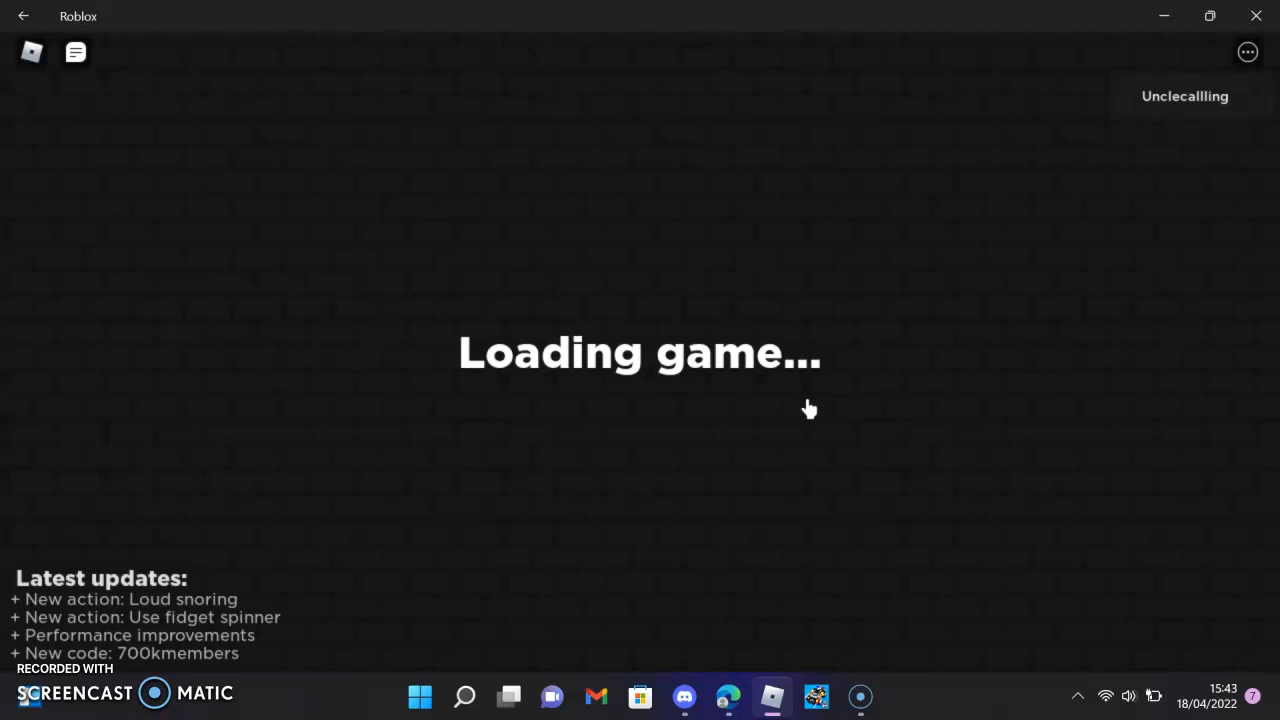 Roblox
Unclecallling
Loading game...
Latest updates:
+ New action: Loud snoring
+ New action: Use fidget spinner
+ Performance improvements
+ New code: 700kmembers
RECORDED WITH
SCREENCAST MATIC
15:43
18/04/2022
7